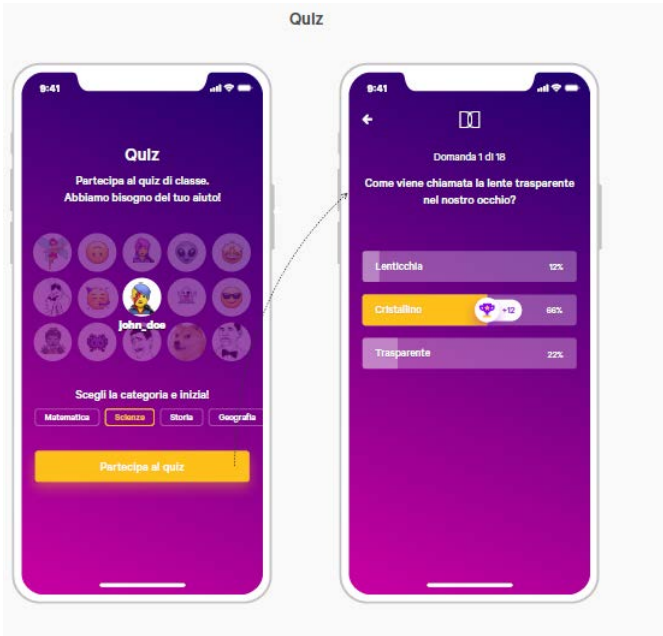 Quiz
9:41
Quiz
Partecipa al quiz di classe.
Abbiamo bisogno del tuo aiuto!
john_doe
Scegli la categoria e inizia!
Matematica Scienze Storia Geografia
Partecipa al quiz
9:41
Domanda 1 di 18
Come viene chiamata la lente trasparente
nel nostro occhio?
Lenticchia 12%
Cristallino +12 66%
Trasparente 22%